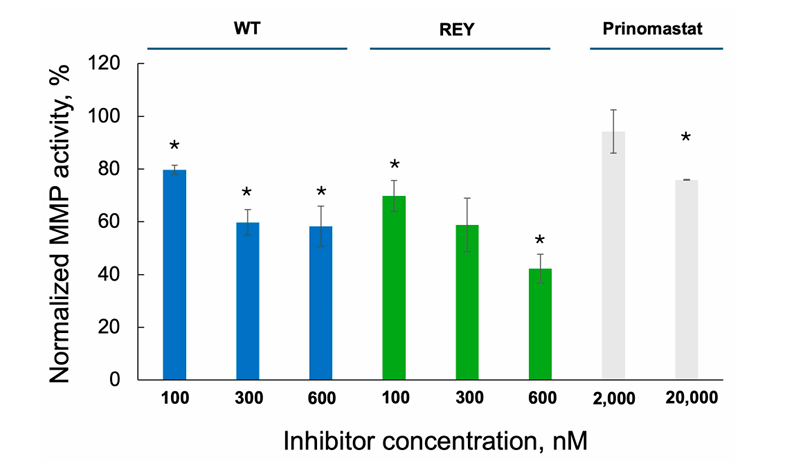 WT REY Prinomastat
Normalized MMP activity, %
120
100
80
60
40
20
0
* * * * * *
100 300 600 100 300 600 2,000 20,000
Inhibitor concentration, nM